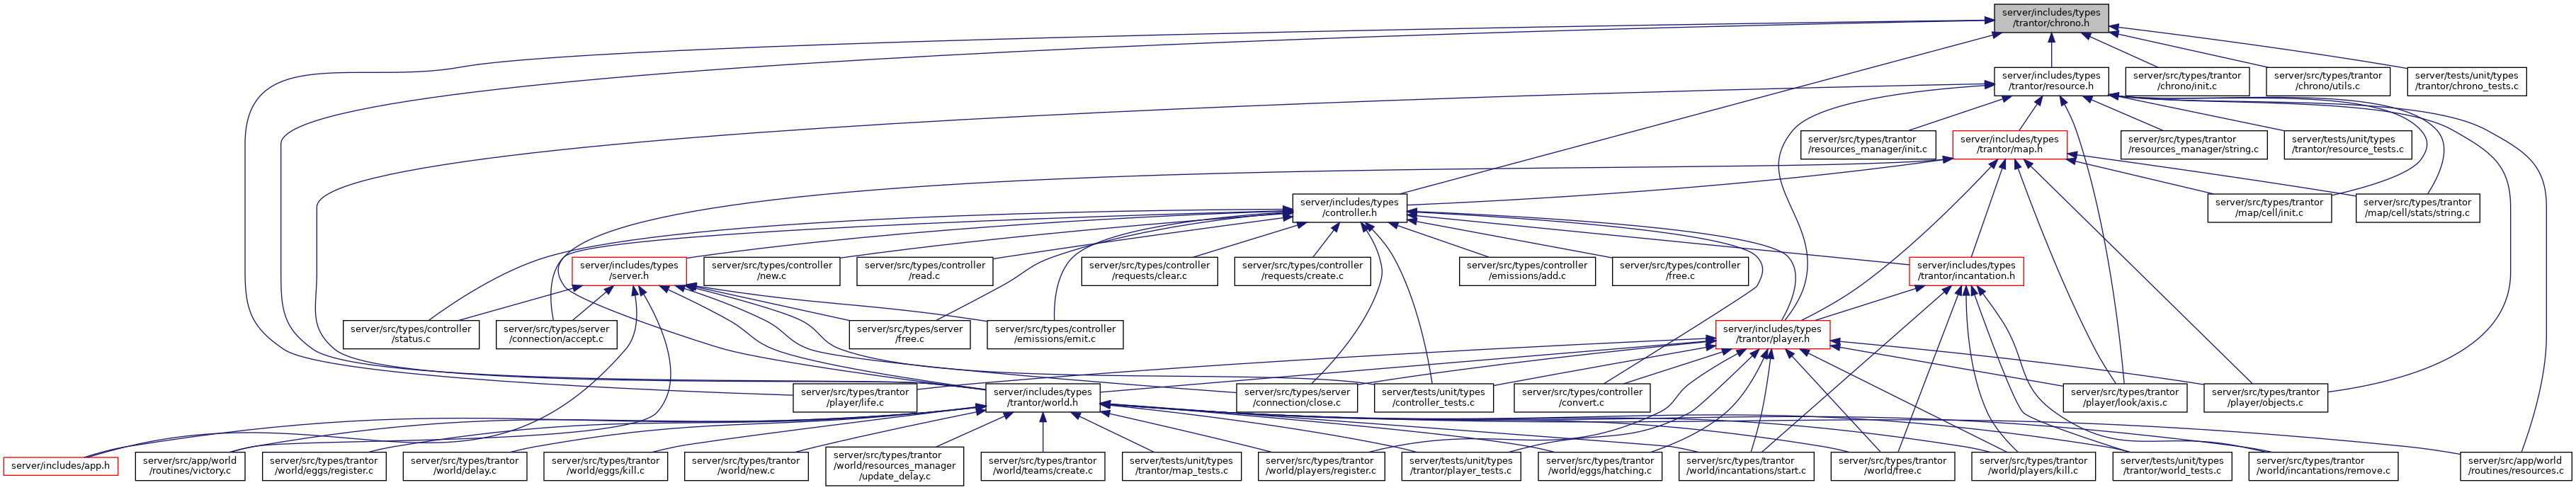 server/includes/types
/trantor/chrono.h
server/includes/types
/trantor/resource.h
server/src/types/trantor
/chrono/init.c
server/src/types/trantor
/chrono/utils.c
server/tests/unit/types
/trantor/chrono_tests.c
server/src/types/trantor
/resources_manager/init.c
server/includes/types
/trantor/map.h
server/src/types/trantor
/resources_manager/string.c
server/tests/unit/types
/trantor/resource_tests.c
server/includes/types
/controller.h
server/src/types/trantor
/map/cell/init.c
server/src/types/trantor
/map/cell/stats/string.c
server/includes/types
/server.h
server/src/types/controller
/new.c
server/src/types/controller
/read.c
server/src/types/controller
/requests/clear.c
server/src/types/controller
/requests/create.c
server/src/types/controller
/emissions/add.c
server/src/types/controller
/free.c
server/includes/types
/trantor/incantation.h
server/src/types/controller
/status.c
server/src/types/server
/connection/accept.c
server/src/types/server
/free.c
server/src/types/controller
/emissions/emit.c
server/includes/types
/trantor/player.h
server/src/types/trantor
/player/life.c
server/includes/types
/trantor/world.h
server/src/types/server
/connection/close.c
server/tests/unit/types
/controller_tests.c
server/src/types/controller
/convert.c
server/src/types/trantor
/player/look/axis.c
server/src/types/trantor
/player/objects.c
server/includes/app.h
server/src/app/world
/routines/victory.c
server/src/types/trantor
/world/eggs/register.c
server/src/types/trantor
/world/delay.c
server/src/types/trantor
/world/eggs/kill.c
server/src/types/trantor
/world/new.c
server/src/types/trantor
/world/resources_manager
/update_delay.c
server/src/types/trantor
/world/teams/create.c
server/tests/unit/types
/trantor/map_tests.c
server/src/types/trantor
/world/players/register.c
server/tests/unit/types
/trantor/player_tests.c
server/src/types/trantor
/world/eggs/hatching.c
server/src/types/trantor
/world/incantations/start.c
server/src/types/trantor
/world/free.c
server/src/types/trantor
/world/players/kill.c
server/tests/unit/types
/trantor/world_tests.c
server/src/types/trantor
/world/incantations/remove.c
server/src/app/world
/routines/resources.c